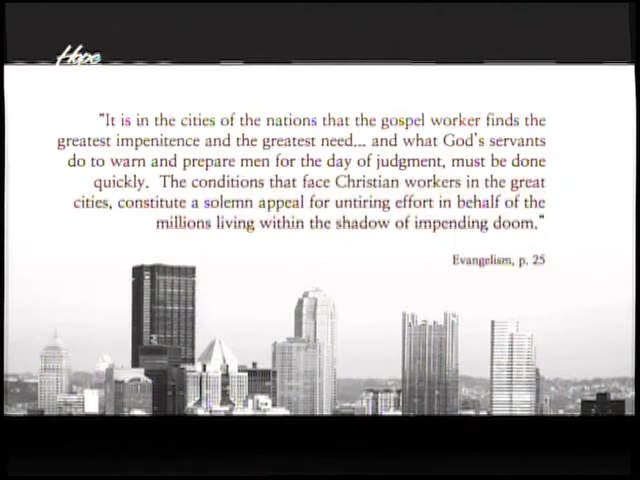 Hope
"It is in the cities of the nations that the gospel worker finds the
greatest impenitence and the greatest need... and what God's servants
do to warn and prepare men for the day of judgment, must be done
quickly. The conditions that face Christian workers in the great
cities, constitute a solemn appeal for untiring effort in behalf of the
millions living within the shadow of impending doom."
Evangelism, p. 25